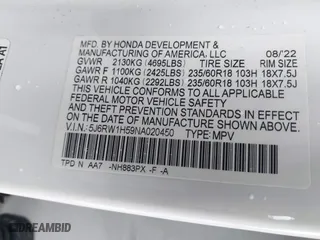 MFD. BY HONDA DEVELOPMENT & 08/22
MANUFACTURING OF AMERICA, LLC
GVWR 2130KG (4695LBS) TIRE SIZE RIM SIZE
GAWR F 1100KG (2425LBS) 235/60R18 103H 18X7.5J
GAWR R 1040KG (2292LBS) 235/60R18 103H 18X7.5J
THIS VEHICLE CONFORMS TO ALL APPLICABLE
FEDERAL MOTOR VEHICLE SAFETY, BUMPER,
AND THEFT PREVENTION STANDARDS IN EFFECT
ON THE DATE OF MANUFACTURE SHOWN ABOVE.
V.I.N. 5J6RW1H59NA020450 TYPE: MPV
TPD N AA7 -NH883PX -F -A
DREAMBID